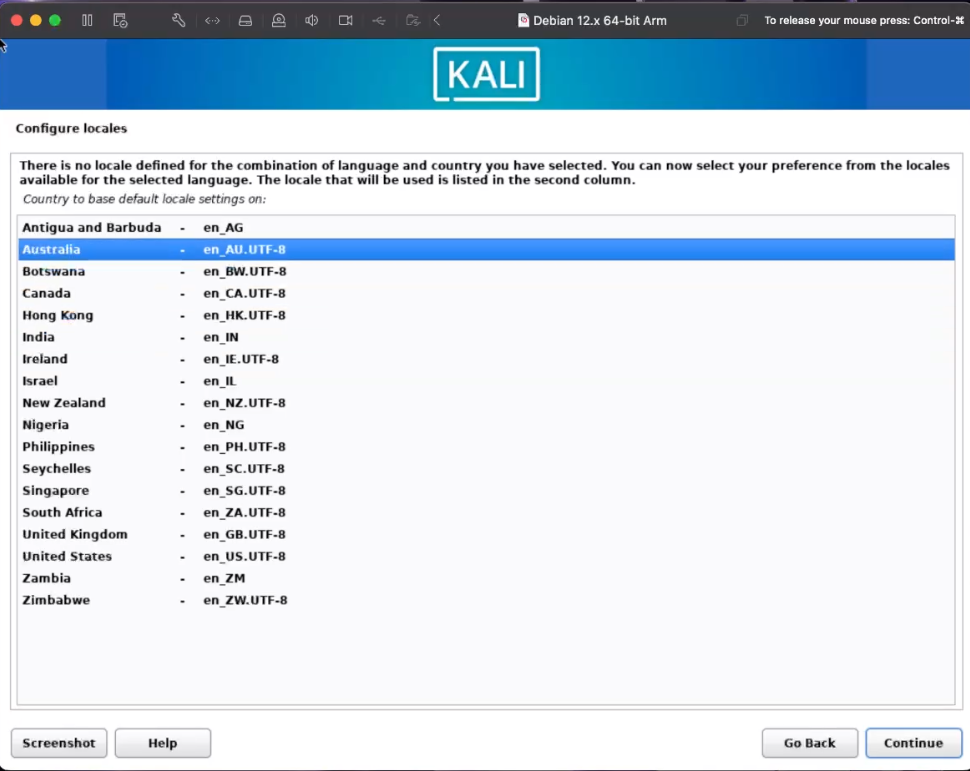 Debian 12.x 64-bit Arm
To release your mouse press: Control-⌘
KALI
Configure locales
There is no locale defined for the combination of language and country you have selected. You can now select your preference from the locales
available for the selected language. The locale that will be used is listed in the second column.
Country to base default locale settings on:
Antigua and Barbuda - en_AG
Australia - en_AU.UTF-8
Botswana - en_BW.UTF-8
Canada - en_CA.UTF-8
Hong Kong - en_HK.UTF-8
India - en_IN
Ireland - en_IE.UTF-8
Israel - en_IL
New Zealand - en_NZ.UTF-8
Nigeria - en_NG
Philippines - en_PH.UTF-8
Seychelles - en_SC.UTF-8
Singapore - en_SG.UTF-8
South Africa - en_ZA.UTF-8
United Kingdom - en_GB.UTF-8
United States - en_US.UTF-8
Zambia - en_ZM
Zimbabwe - en_ZW.UTF-8
Screenshot
Help
Go Back
Continue